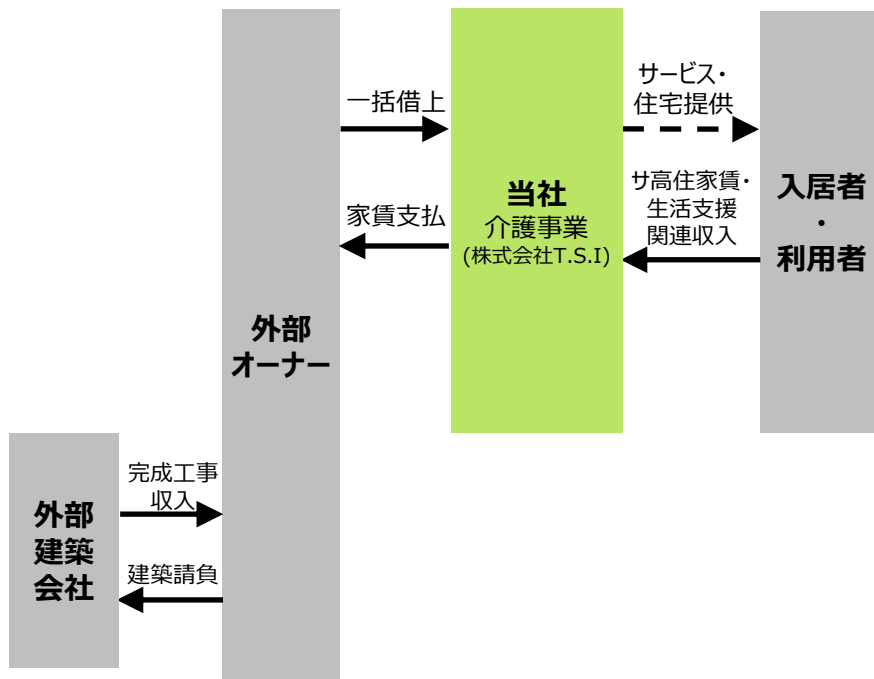 一括借上
家賃支払
外部
オーナー
当社
介護事業
(株式会社T.S.I)
サービス・
住宅提供
サ高住家賃・
生活支援
関連収入
入居者
・
利用者
外部
建築
会社
完成工事
収入
建築請負